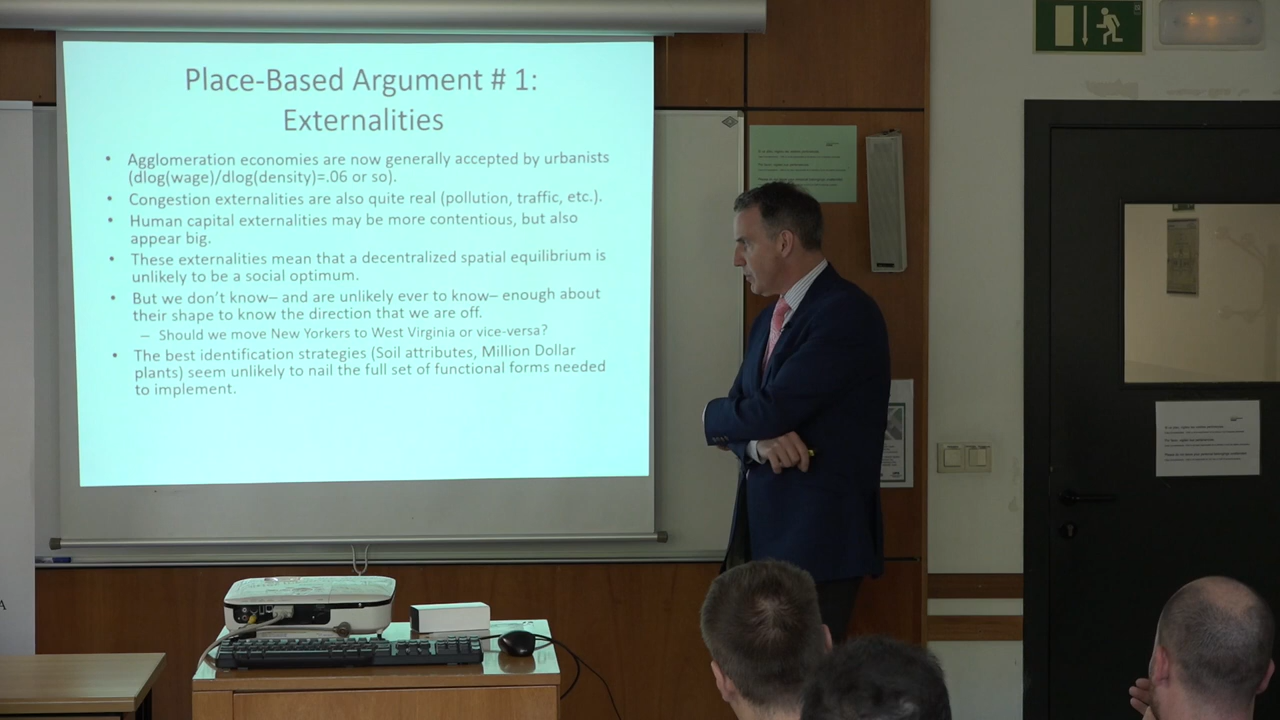 Place-Based Argument # 1:
Externalities
• Agglomeration economies are now generally accepted by urbanists
(dlog(wage)/dlog(density)=.06 or so).
• Congestion externalities are also quite real (pollution, traffic, etc.).
• Human capital externalities may be more contentious, but also
appear big.
• These externalities mean that a decentralized spatial equilibrium is
unlikely to be a social optimum.
• But we don't know– and are unlikely ever to know– enough about
their shape to know the direction that we are off.
– Should we move New Yorkers to West Virginia or vice-versa?
• The best identification strategies (Soil attributes, Million Dollar
plants) seem unlikely to nail the full set of functional forms needed
to implement.
A